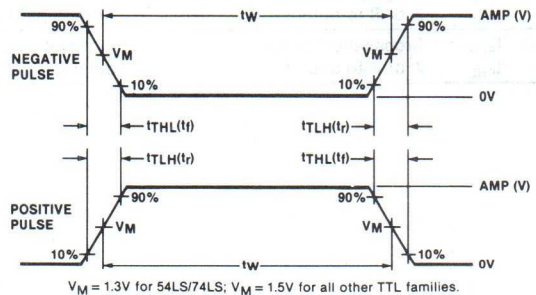 tW
AMP (V)
90%
90%
VM
VM
NEGATIVE
PULSE
10%
10%
0V
tTHL(tf)
tTLH(tr)
tTLH(tr)
tTHL(tf)
AMP (V)
90%
90%
POSITIVE
PULSE
VM
VM
10%
10%
tW
0V
VM = 1.3V for 54LS/74LS; VM = 1.5V for all other TTL families.